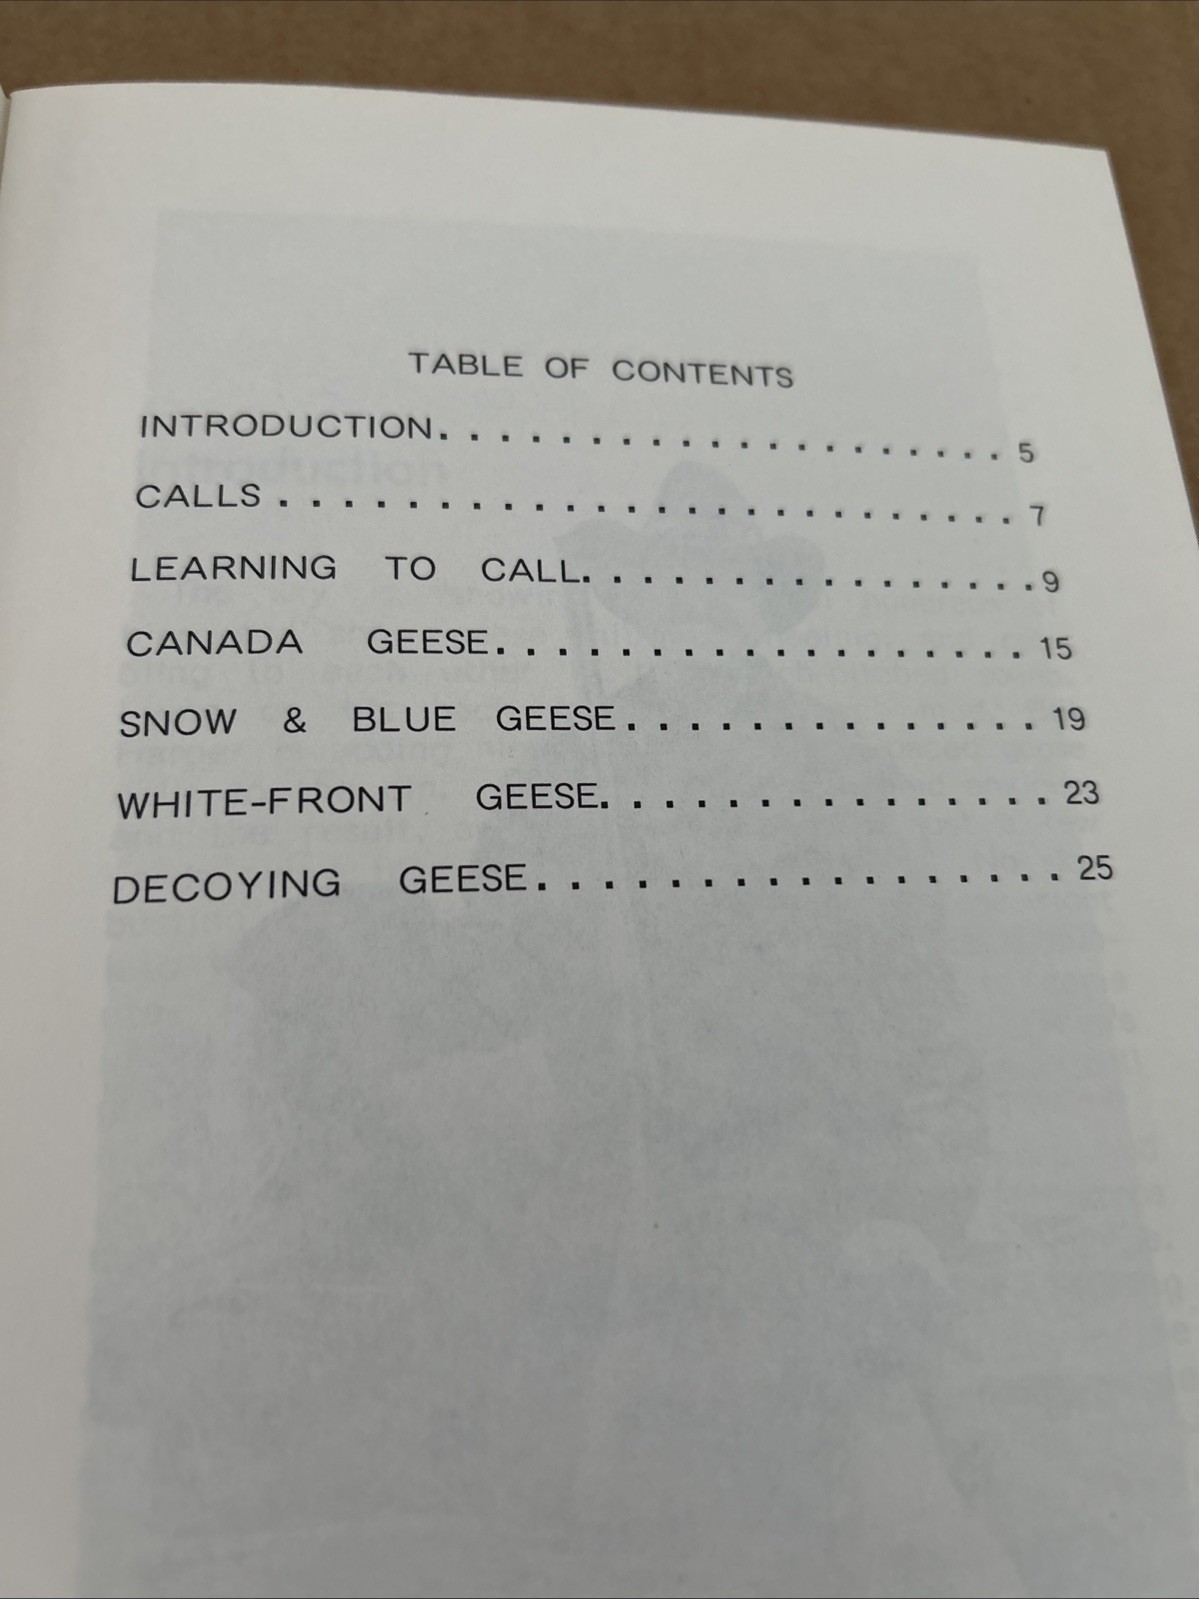 TABLE OF CONTENTS
INTRODUCTION. . . . . . . . . . . . . . . . . . . 5
CALLS . . . . . . . . . . . . . . . . . . . . . . . . 7
LEARNING TO CALL. . . . . . . . . . . . . . . 9
CANADA GEESE. . . . . . . . . . . . . . . . . . 15
SNOW & BLUE GEESE. . . . . . . . . . . . . . 19
WHITE-FRONT GEESE. . . . . . . . . . . . . . . 23
DECOYING GEESE. . . . . . . . . . . . . . . . . 25
Introduction